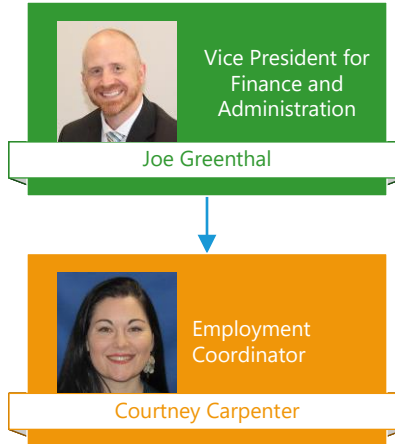 Vice President for
Finance and
Administration
Joe Greenthal
Employment
Coordinator
Courtney Carpenter